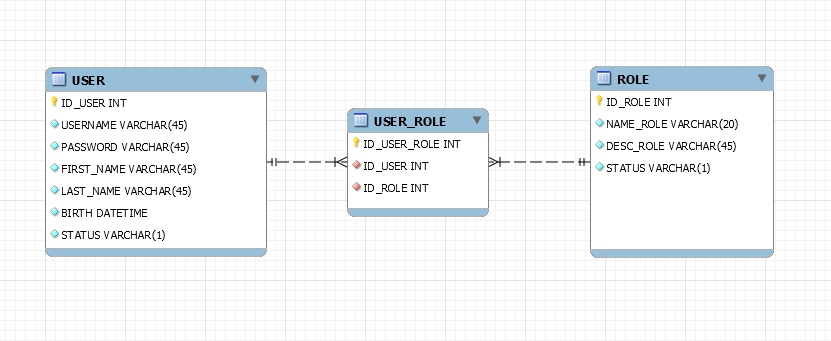 USER
ID_USER INT
USERNAME VARCHAR(45)
PASSWORD VARCHAR(45)
FIRST_NAME VARCHAR(45)
LAST_NAME VARCHAR(45)
BIRTH DATETIME
STATUS VARCHAR(1)
USER_ROLE
ID_USER_ROLE INT
ID_USER INT
ID_ROLE INT
ROLE
ID_ROLE INT
NAME_ROLE VARCHAR(20)
DESC_ROLE VARCHAR(45)
STATUS VARCHAR(1)